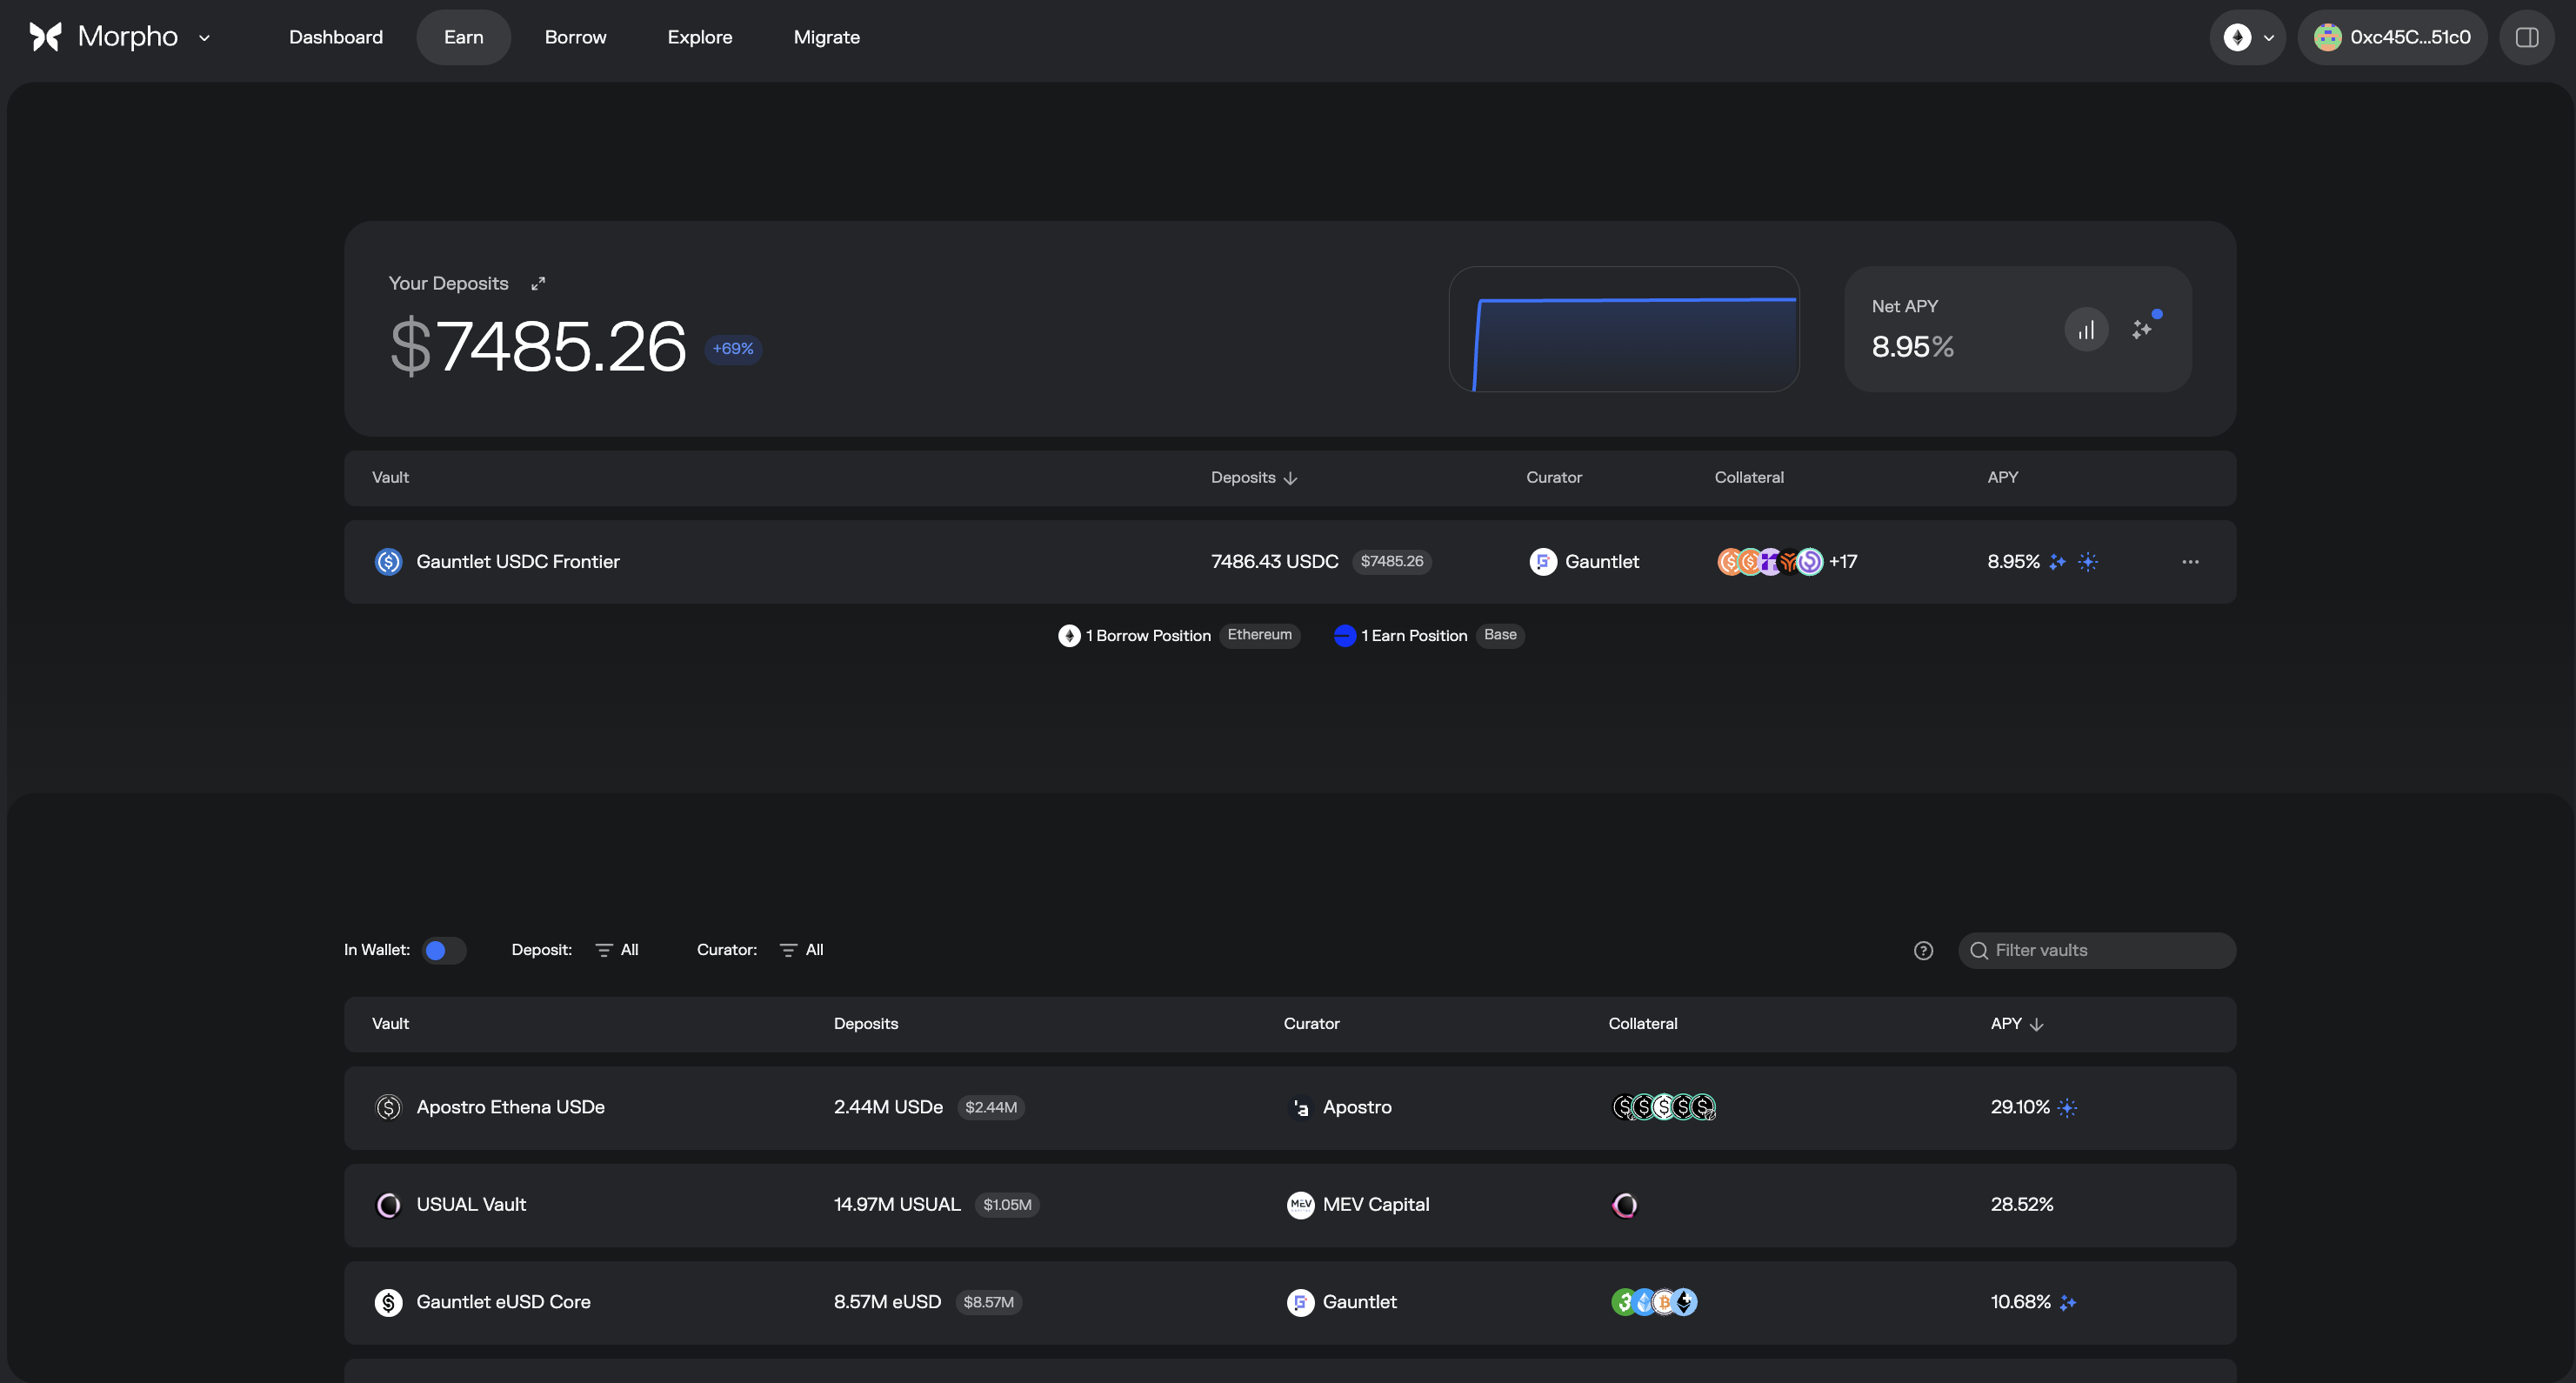 Morpho
Dashboard
Earn
Borrow
Explore
Migrate
0xc45C...51c0
Your Deposits
$7485.26
+69%
Net APY
8.95%
Vault
Deposits
Curator
Collateral
APY
Gauntlet USDC Frontier
7486.43 USDC
$7485.26
Gauntlet
+17
8.95%
1 Borrow Position
Ethereum
1 Earn Position
Base
In Wallet:
Deposit:
All
Curator:
All
Filter vaults
Vault
Deposits
Curator
Collateral
APY
Apostro Ethena USDe
2.44M USDe
$2.44M
Apostro
29.10%
USUAL Vault
14.97M USUAL
$1.05M
MEV
MEV Capital
28.52%
Gauntlet eUSD Core
8.57M eUSD
$8.57M
Gauntlet
10.68%